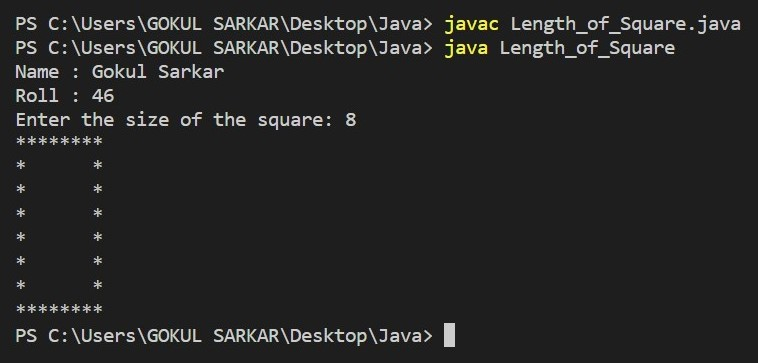 PS C:\Users\GOKUL SARKAR\Desktop\Java> javac Length_of_Square.java
PS C:\Users\GOKUL SARKAR\Desktop\Java> java Length_of_Square
Name : Gokul Sarkar
Roll : 46
Enter the size of the square: 8
********
*      *
*      *
*      *
*      *
*      *
*      *
********
PS C:\Users\GOKUL SARKAR\Desktop\Java>